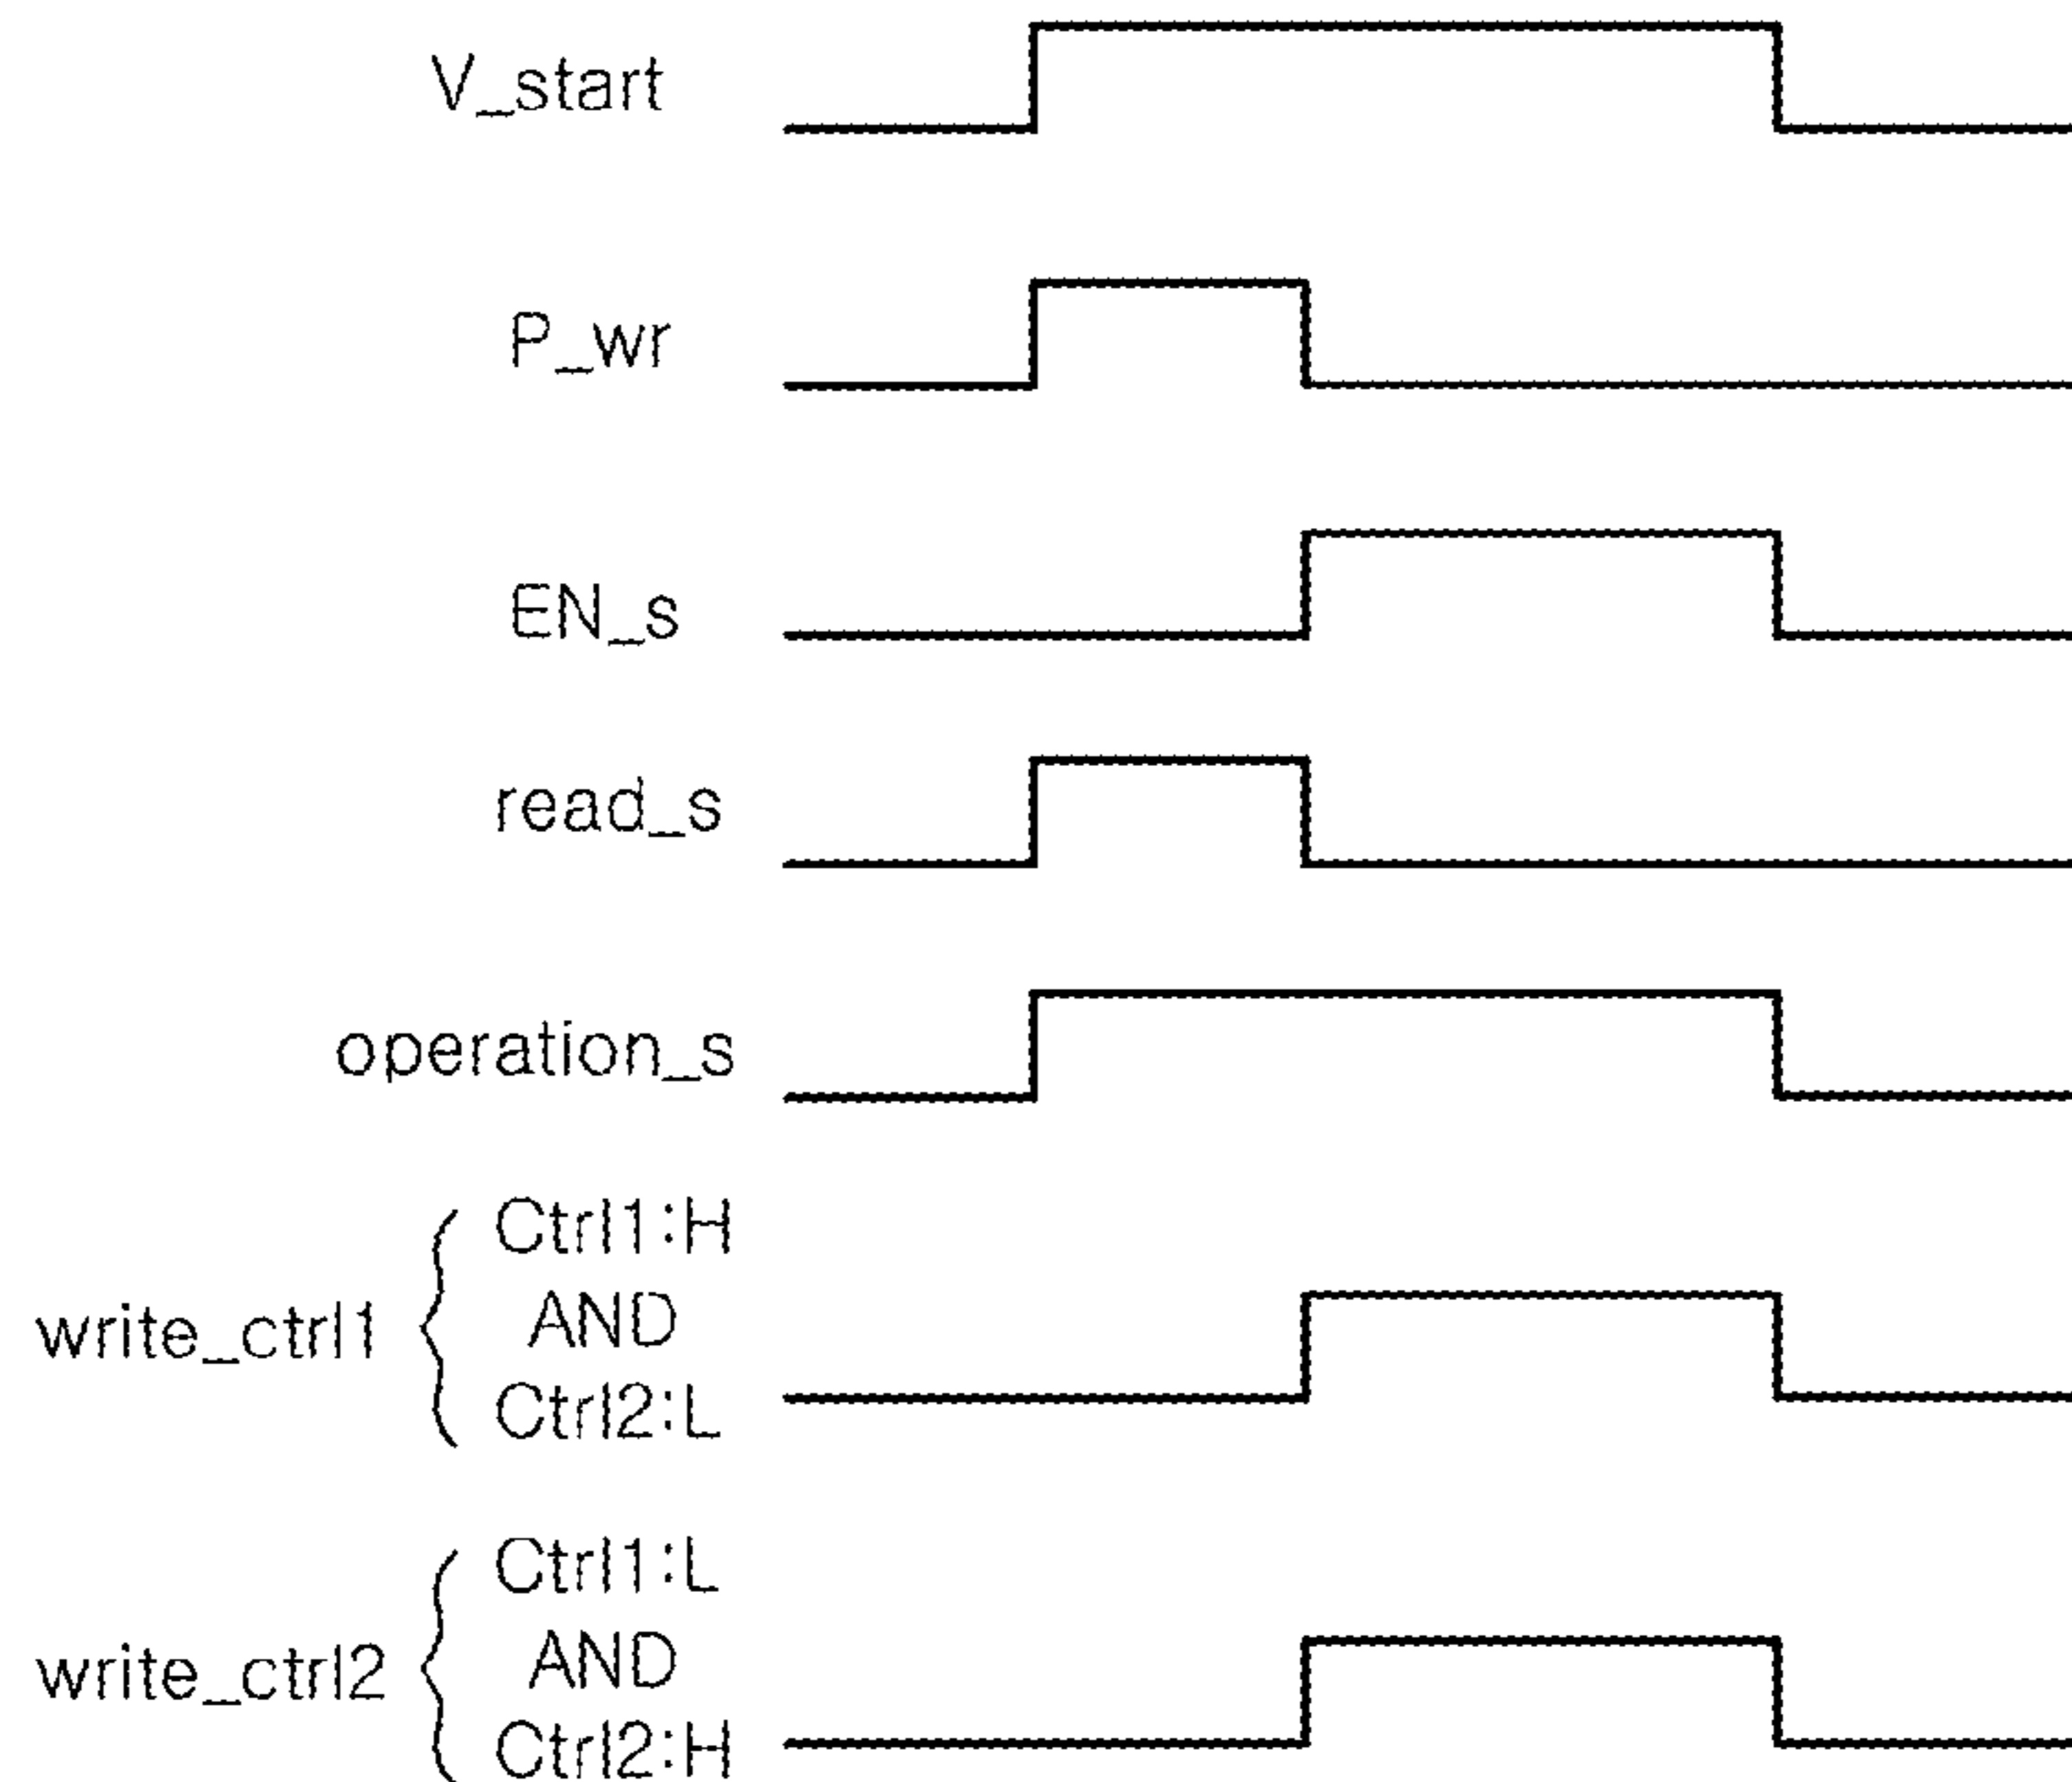 V_start
P_wr
EN_s
read_s
operation_s
Ctrl1:H
write_ctrl1 AND
Ctrl2:L
Ctrl1:L
write_ctrl2 AND
Ctrl2:H